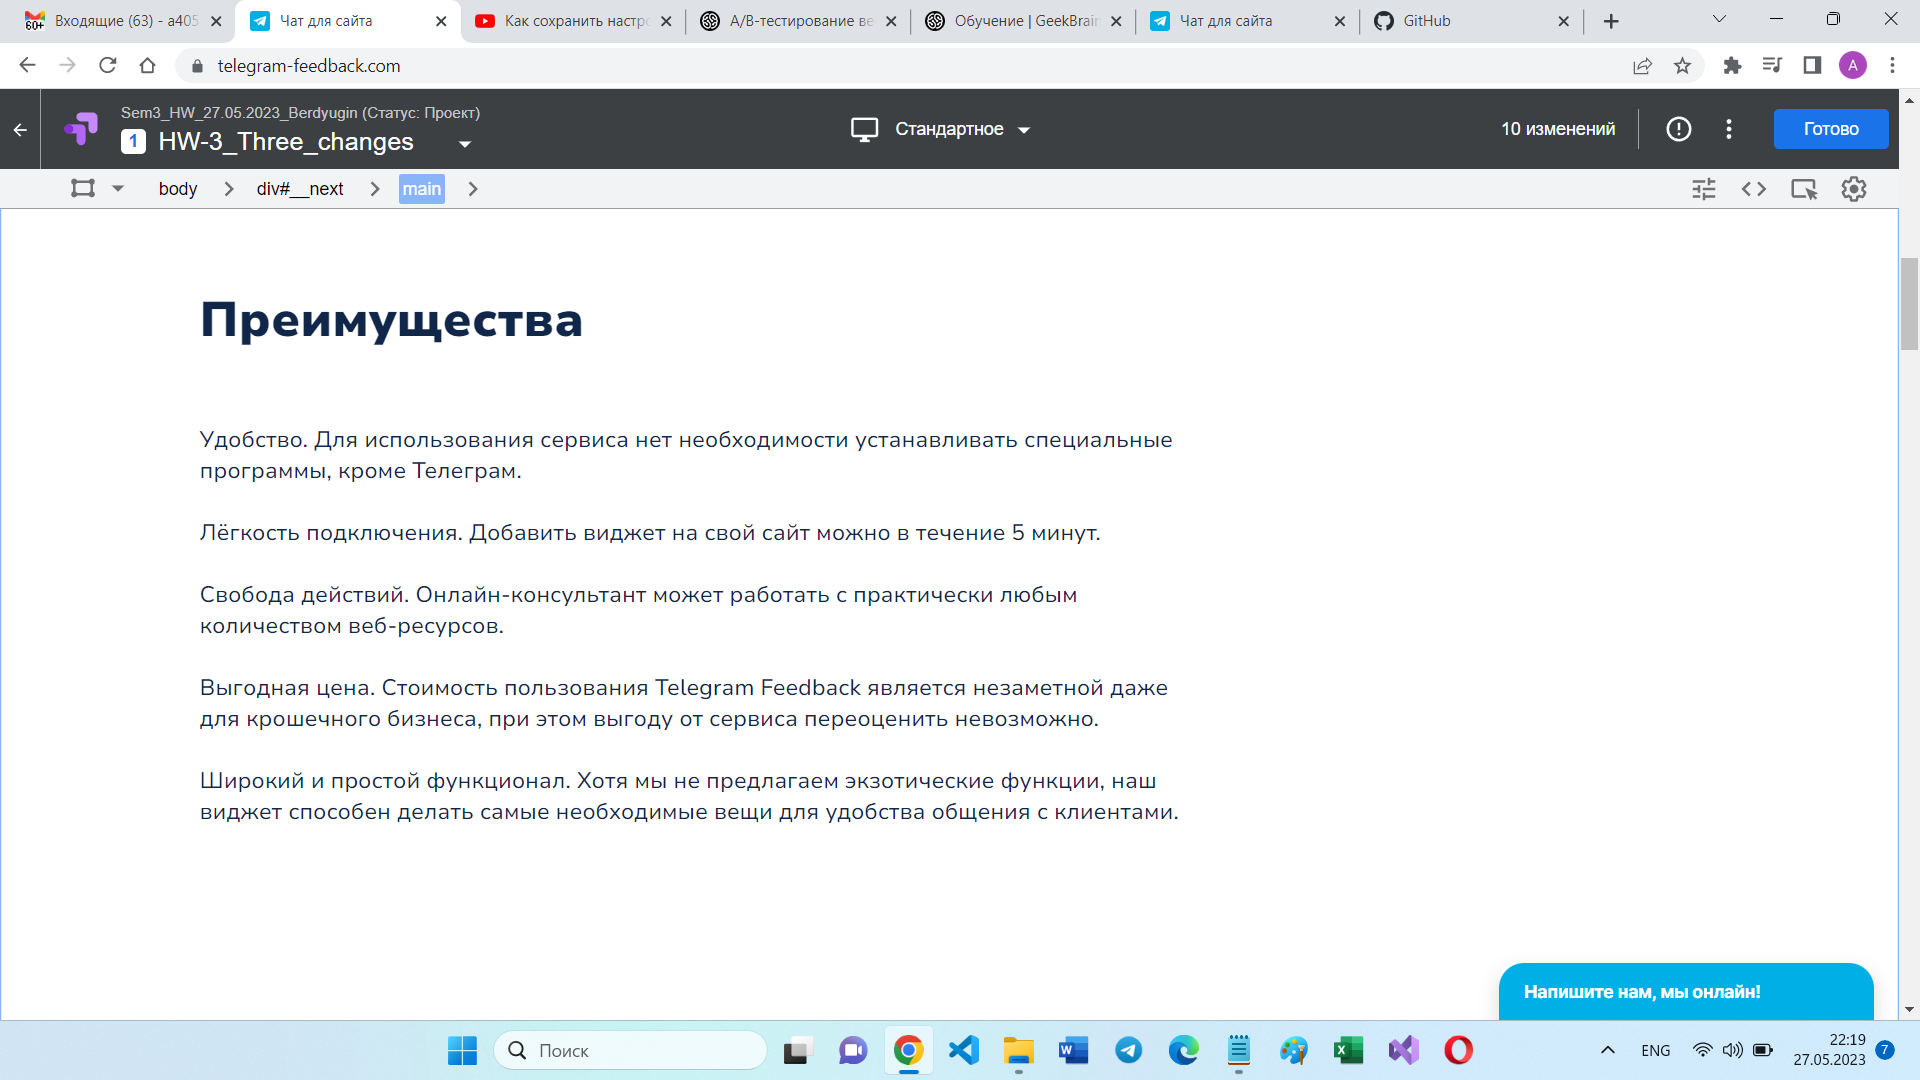 Входящие (63) - a405
Чат для сайта
Как сохранить настро
A/B-тестирование ве
Обучение | GeekBrain
Чат для сайта
GitHub
telegram-feedback.com
A
Sem3_HW_27.05.2023_Berdyugin (Статус: Проект)
1 HW-3_Three_changes
Стандартное
10 изменений
Готово
body
div#__next
main
Преимущества
Удобство. Для использования сервиса нет необходимости устанавливать специальные
программы, кроме Телеграм.
Лёгкость подключения. Добавить виджет на свой сайт можно в течение 5 минут.
Свобода действий. Онлайн-консультант может работать с практически любым
количеством веб-ресурсов.
Выгодная цена. Стоимость пользования Telegram Feedback является незаметной даже
для крошечного бизнеса, при этом выгоду от сервиса переоценить невозможно.
Широкий и простой функционал. Хотя мы не предлагаем экзотические функции, наш
виджет способен делать самые необходимые вещи для удобства общения с клиентами.
Напишите нам, мы онлайн!
Поиск
ENG
22:19
27.05.2023
7